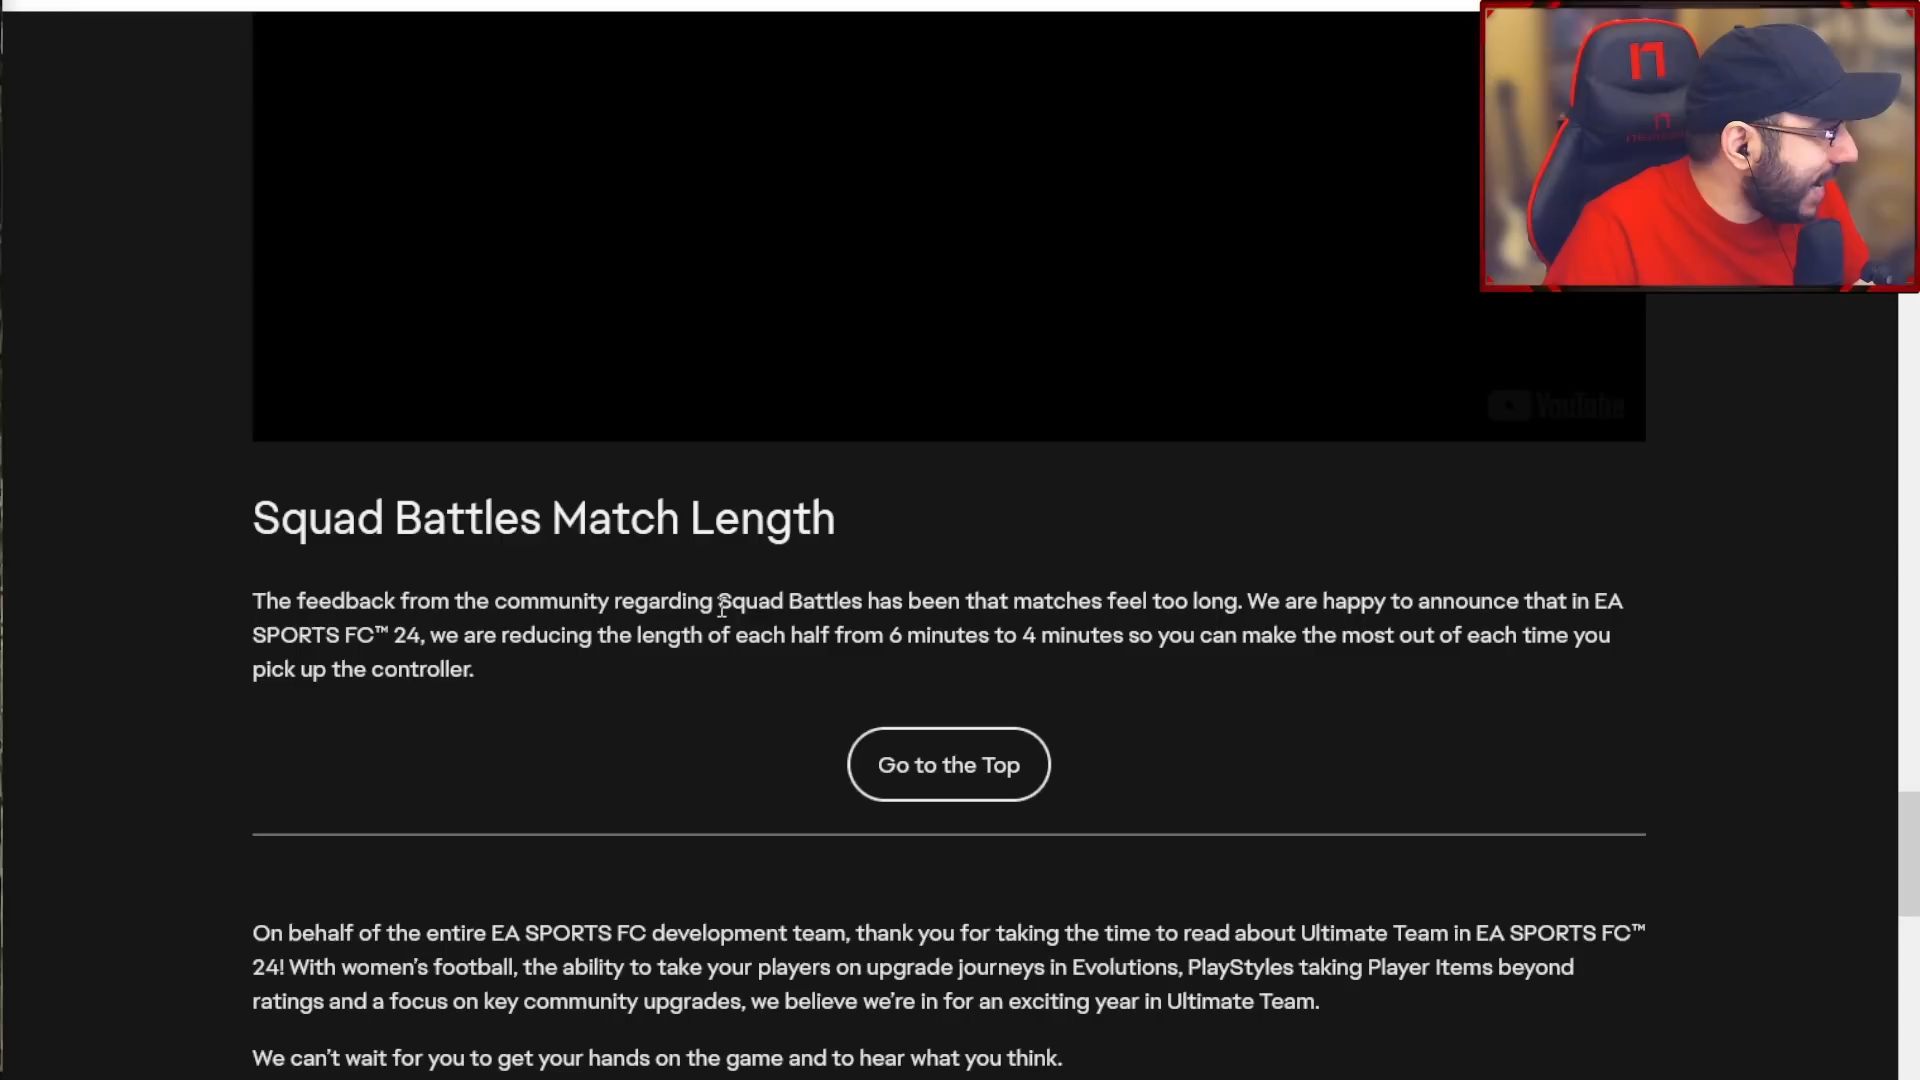 YouTube
Squad Battles Match Length
The feedback from the community regarding Squad Battles has been that matches feel too long. We are happy to announce that in EA
SPORTS FC™ 24, we are reducing the length of each half from 6 minutes to 4 minutes so you can make the most out of each time you
pick up the controller.
Go to the Top
On behalf of the entire EA SPORTS FC development team, thank you for taking the time to read about Ultimate Team in EA SPORTS FC™
24! With women's football, the ability to take your players on upgrade journeys in Evolutions, PlayStyles taking Player Items beyond
ratings and a focus on key community upgrades, we believe we're in for an exciting year in Ultimate Team.
We can't wait for you to get your hands on the game and to hear what you think.